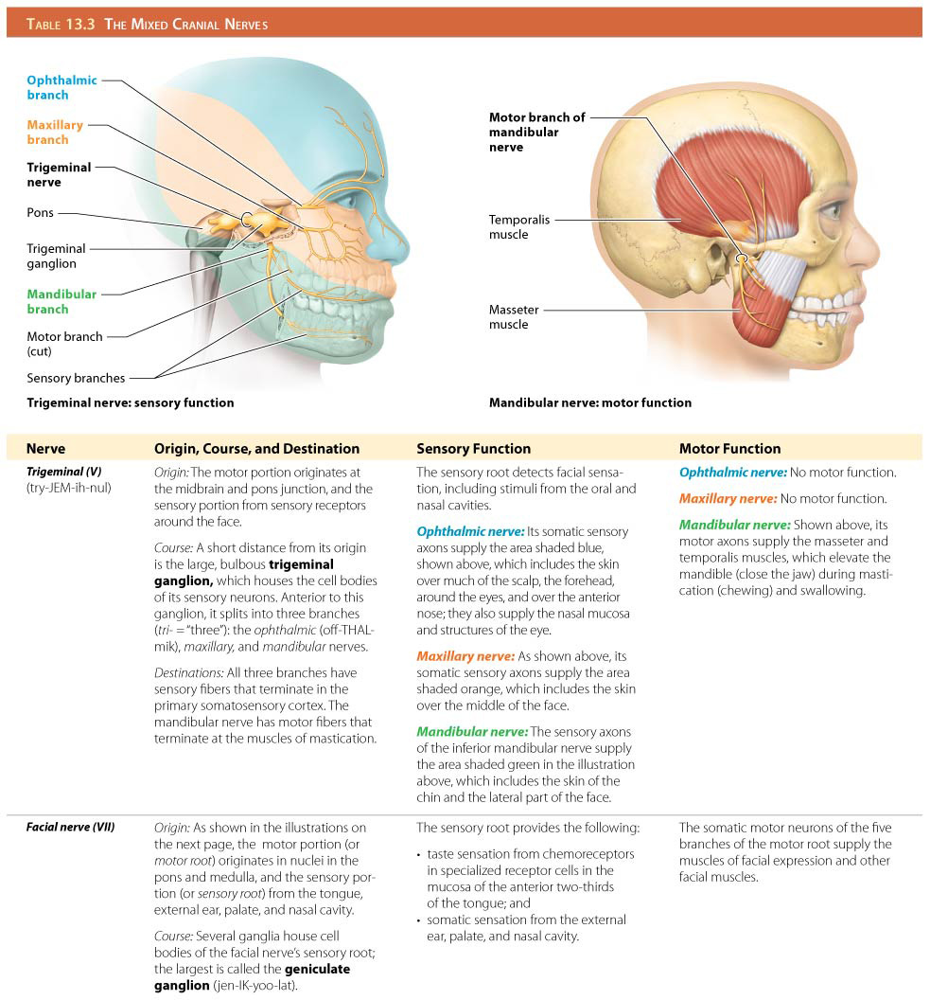 TABLE 13.3 THE MIXED CRANIAL NERVES
Ophthalmic
branch
Maxillary
branch
Trigeminal
nerve
Pons
Trigeminal
ganglion
Mandibular
branch
Motor branch
(cut)
Sensory branches
Trigeminal nerve: sensory function
Motor branch of
mandibular
nerve
Temporalis
muscle
Masseter
muscle
Mandibular nerve: motor function
Nerve
Origin, Course, and Destination
Sensory Function
Motor Function
Trigeminal (V)
(try-JEM-ih-nul)
Origin: The motor portion originates at
the midbrain and pons junction, and the
sensory portion from sensory receptors
around the face.
Course: A short distance from its origin
is the large, bulbous trigeminal
ganglion, which houses the cell bodies
of its sensory neurons. Anterior to this
ganglion, it splits into three branches
(tri- = “three”): the ophthalmic (off-THAL-
mik), maxillary, and mandibular nerves.
Destinations: All three branches have
sensory fibers that terminate in the
primary somatosensory cortex. The
mandibular nerve has motor fibers that
terminate at the muscles of mastication.
The sensory root detects facial sensa-
tion, including stimuli from the oral and
nasal cavities.
Ophthalmic nerve: Its somatic sensory
axons supply the area shaded blue,
shown above, which includes the skin
over much of the scalp, the forehead,
around the eyes, and over the anterior
nose; they also supply the nasal mucosa
and structures of the eye.
Maxillary nerve: As shown above, its
somatic sensory axons supply the area
shaded orange, which includes the skin
over the middle of the face.
Mandibular nerve: The sensory axons
of the inferior mandibular nerve supply
the area shaded green in the illustration
above, which includes the skin of the
chin and the lateral part of the face.
Ophthalmic nerve: No motor function.
Maxillary nerve: No motor function.
Mandibular nerve: Shown above, its
motor axons supply the masseter and
temporalis muscles, which elevate the
mandible (close the jaw) during masti-
cation (chewing) and swallowing.
Facial nerve (VII)
Origin: As shown in the illustrations on
the next page, the motor portion (or
motor root) originates in nuclei in the
pons and medulla, and the sensory por-
tion (or sensory root) from the tongue,
external ear, palate, and nasal cavity.
Course: Several ganglia house cell
bodies of the facial nerve’s sensory root;
the largest is called the geniculate
ganglion (jen-IK-yoo-lat).
The sensory root provides the following:
• taste sensation from chemoreceptors
in specialized receptor cells in the
mucosa of the anterior two-thirds
of the tongue; and
• somatic sensation from the external
ear, palate, and nasal cavity.
The somatic motor neurons of the five
branches of the motor root supply the
muscles of facial expression and other
facial muscles.